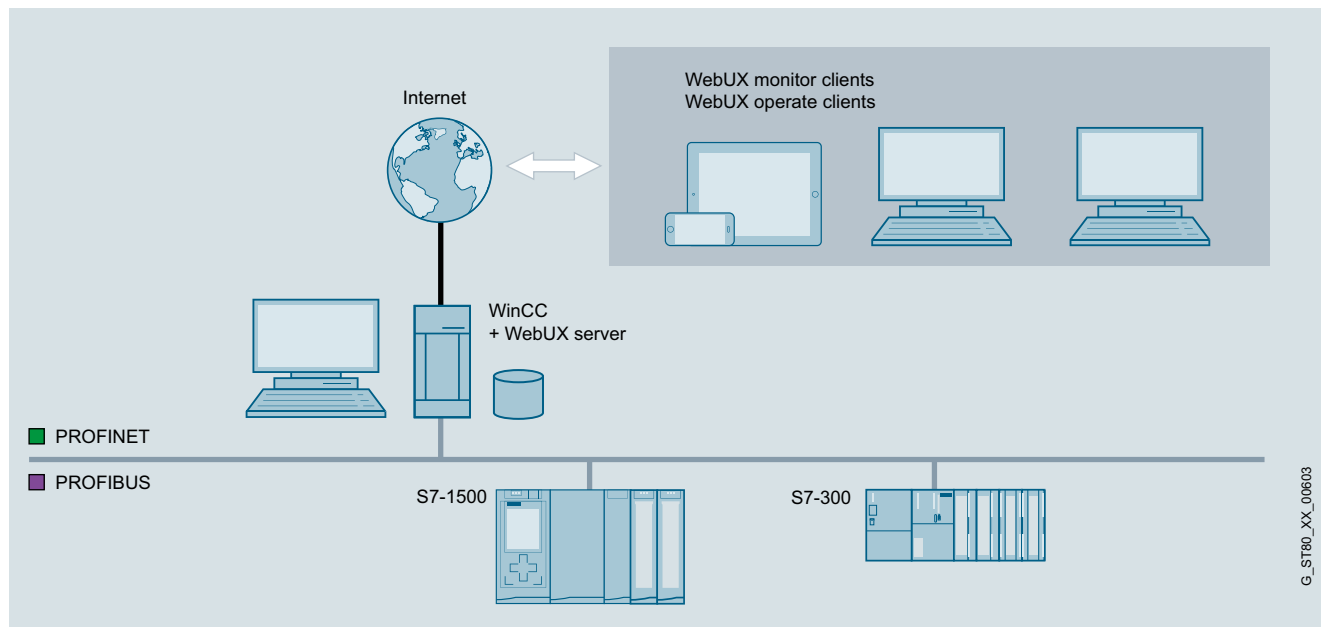 WebUX monitor clients
WebUX operate clients
Internet
WinCC
+ WebUX server
PROFINET
PROFIBUS
S7-1500
S7-300
G_ST80_XX_00603